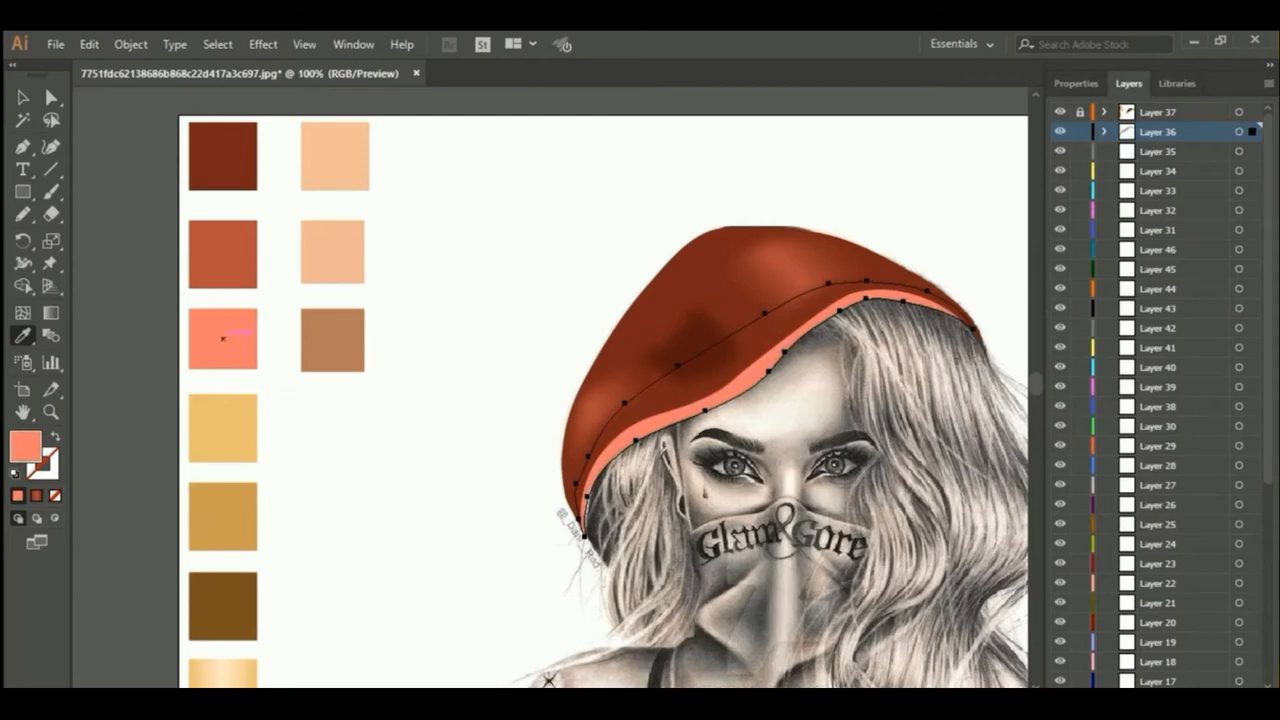 Ai File Edit Object Type Select Effect View Window Help Br St Essentials Search Adobe Stock
7751fdc62138686b868c22d417a3c697.jpg* @ 100% (RGB/Preview)
Properties Layers Libraries
Layer 37
Layer 36
Layer 35
Layer 34
Layer 33
Layer 32
Layer 31
Layer 46
Layer 45
Layer 44
Layer 43
Layer 42
Layer 41
Layer 40
Layer 39
Layer 38
Layer 30
Layer 29
Layer 28
Layer 27
Layer 26
Layer 25
Layer 24
Layer 23
Layer 22
Layer 21
Layer 20
Layer 19
Layer 18
Layer 17
Glam & Gore